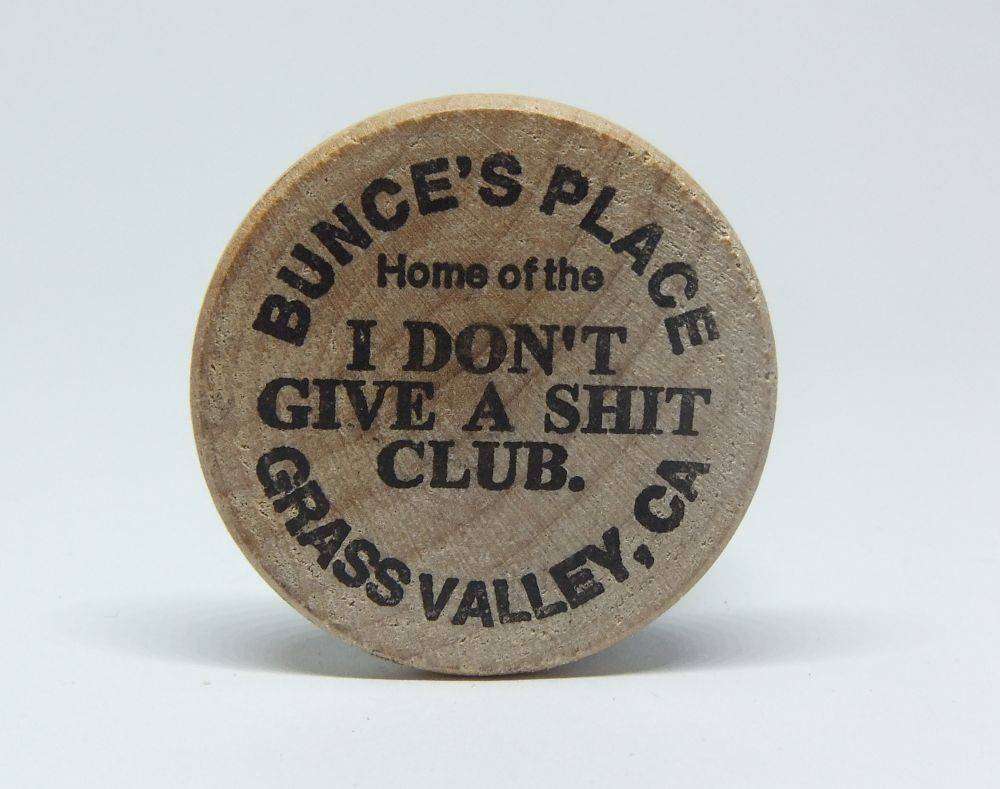 BUNCE'S PLACE
Home of the
I DON'T
GIVE A SHIT
CLUB.
GRASS VALLEY, CA